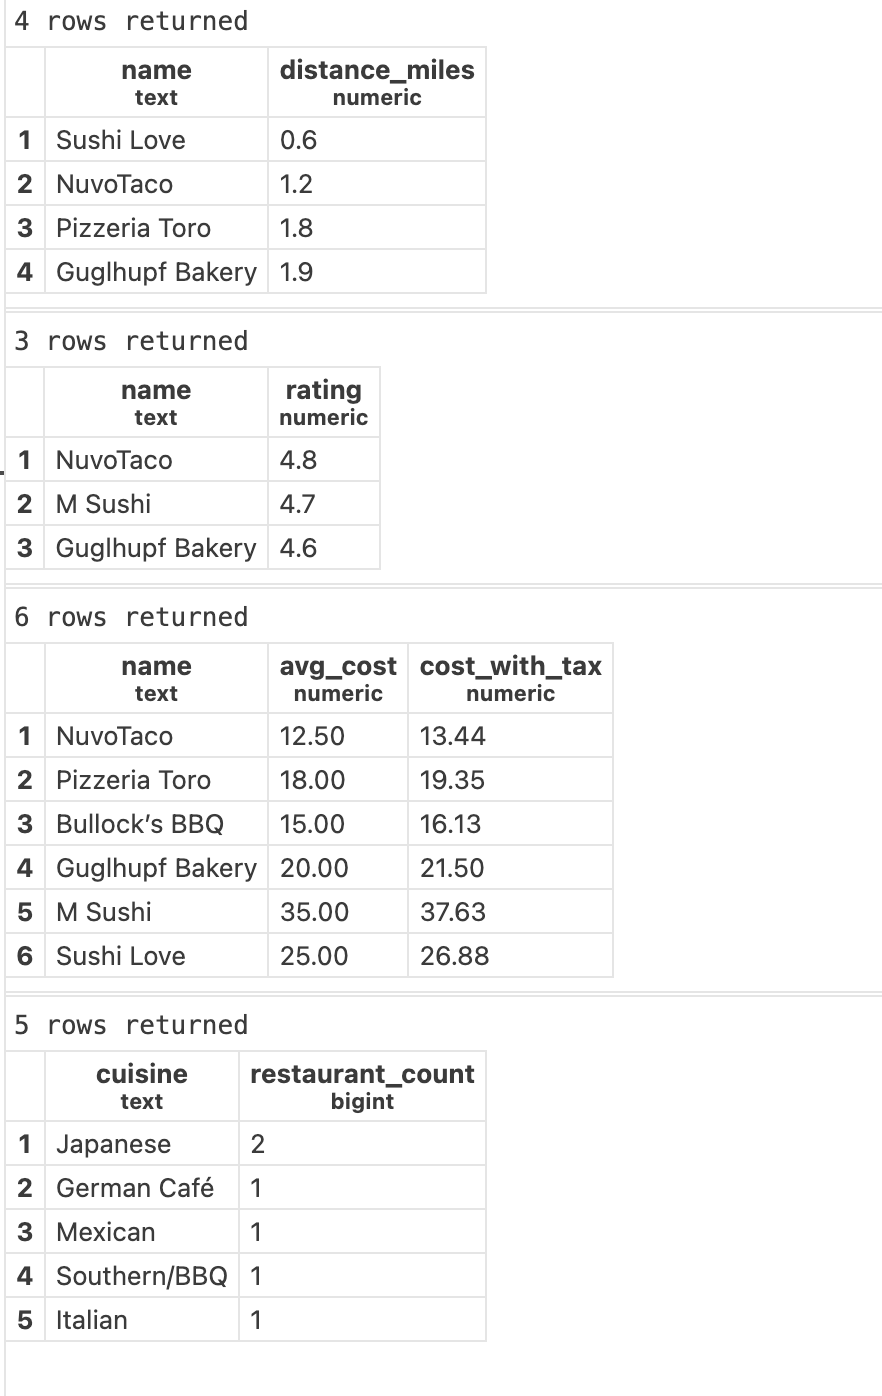 4 rows returned
name distance_miles
text numeric
1 Sushi Love 0.6
2 NuvoTaco 1.2
3 Pizzeria Toro 1.8
4 Guglhupf Bakery 1.9
3 rows returned
name rating
text numeric
1 NuvoTaco 4.8
2 M Sushi 4.7
3 Guglhupf Bakery 4.6
6 rows returned
name avg_cost cost_with_tax
text numeric numeric
1 NuvoTaco 12.50 13.44
2 Pizzeria Toro 18.00 19.35
3 Bullock’s BBQ 15.00 16.13
4 Guglhupf Bakery 20.00 21.50
5 M Sushi 35.00 37.63
6 Sushi Love 25.00 26.88
5 rows returned
cuisine restaurant_count
text bigint
1 Japanese 2
2 German Café 1
3 Mexican 1
4 Southern/BBQ 1
5 Italian 1